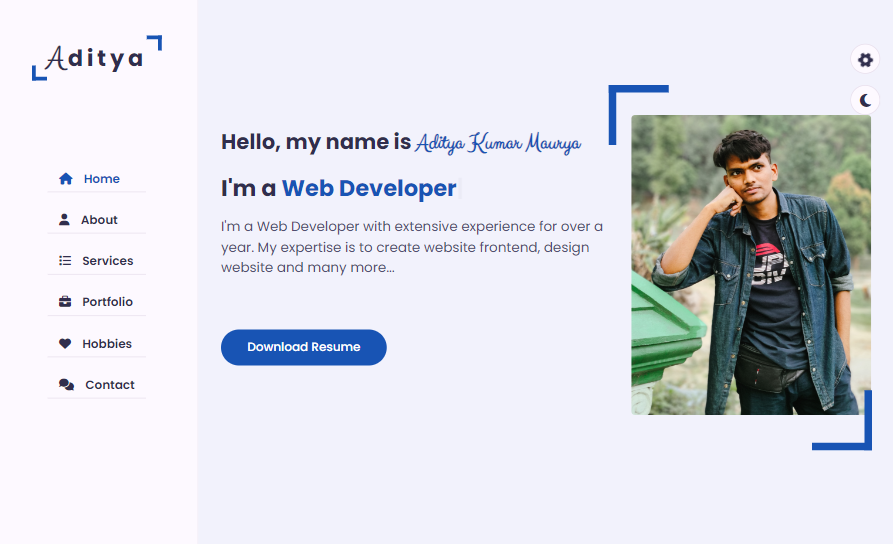 Aditya
Home
About
Services
Portfolio
Hobbies
Contact
Hello, my name is Aditya Kumar Maurya
I'm a Web Developer
I'm a Web Developer with extensive experience for over a
year. My expertise is to create website frontend, design
website and many more...
Download Resume